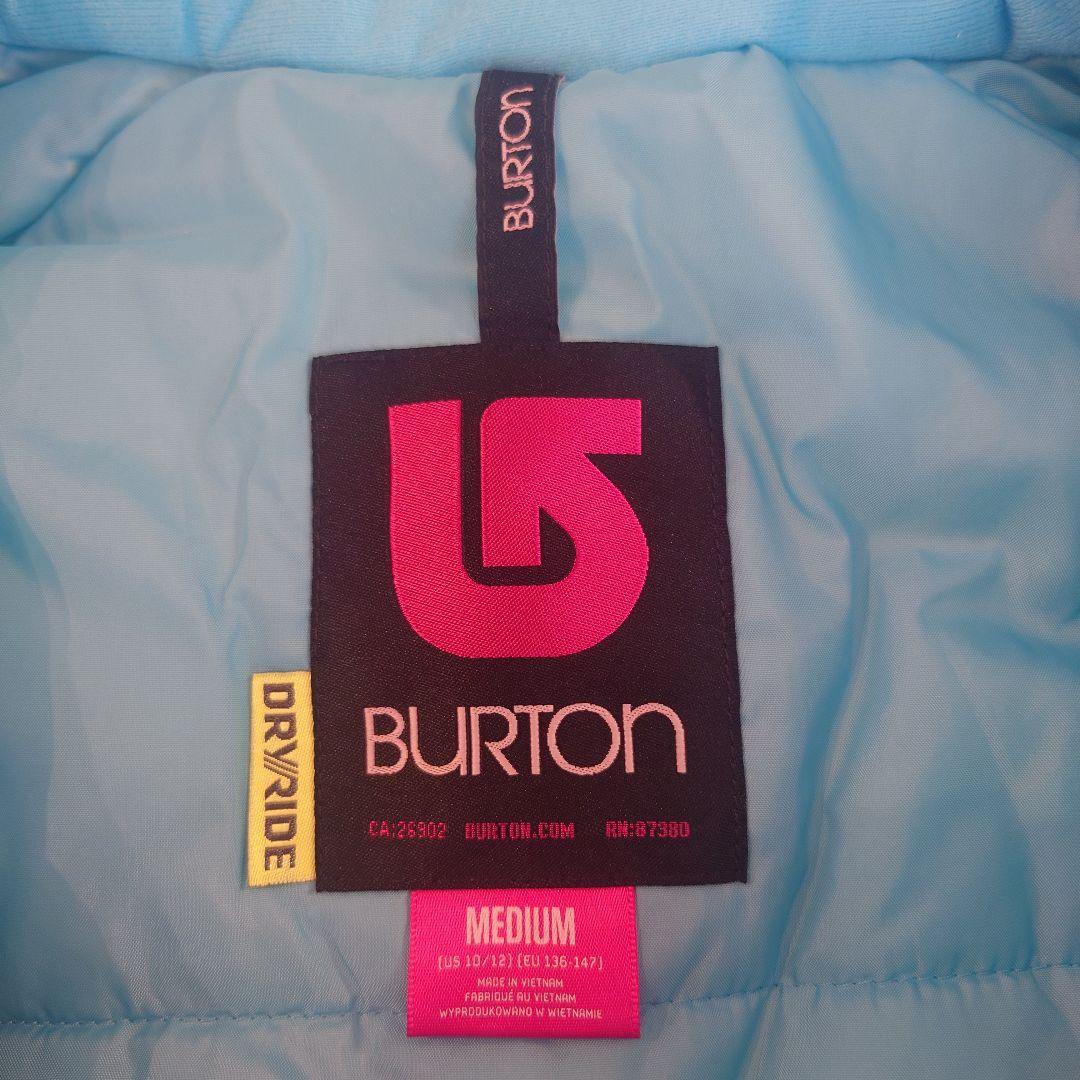 BURTON
BURTON
CA:26902 BURTON.COM RN:87380
DRY//RIDE
MEDIUM
(US 10/12) (EU 136-147)
MADE IN VIETNAM
FABRIQUÉ AU VIETNAM
WYPRODUKOWANO W WIETNAMIE